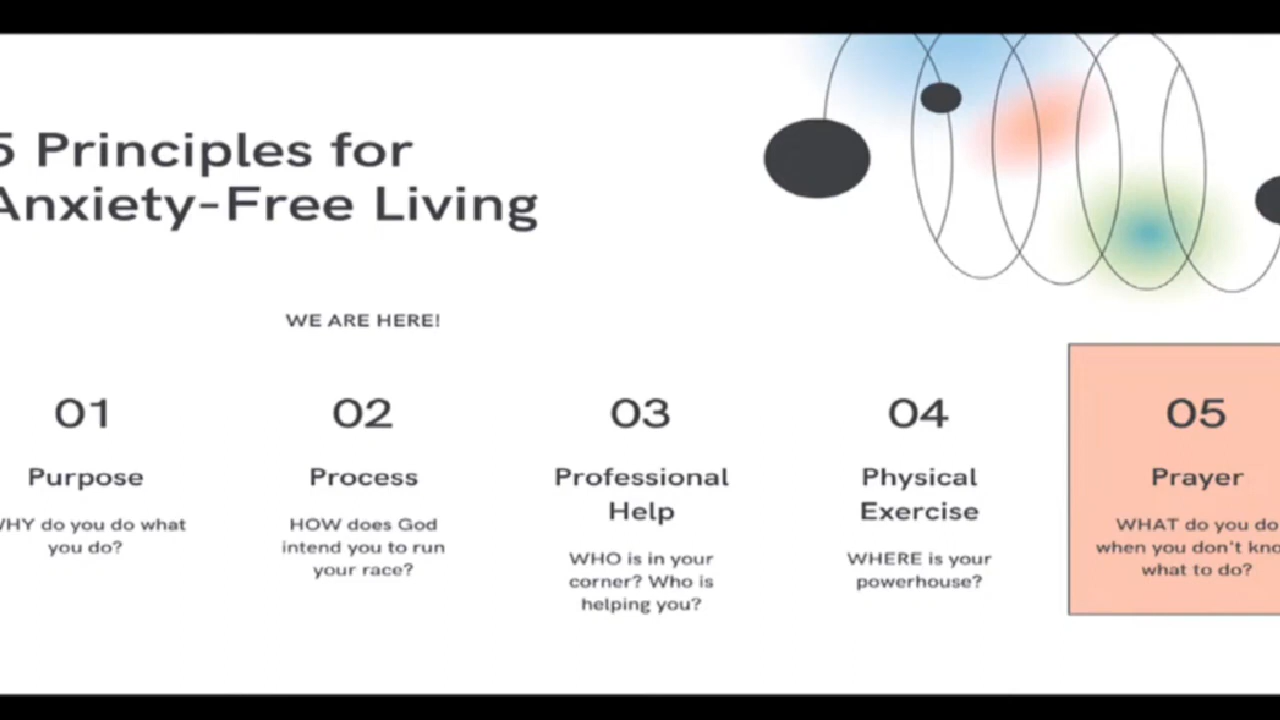 5 Principles for
Anxiety-Free Living
WE ARE HERE!
01
Purpose
WHY do you do what
you do?
02
Process
HOW does God
intend you to run
your race?
03
Professional
Help
WHO is in your
corner? Who is
helping you?
04
Physical
Exercise
WHERE is your
powerhouse?
05
Prayer
WHAT do you do
when you don't kno
what to do?